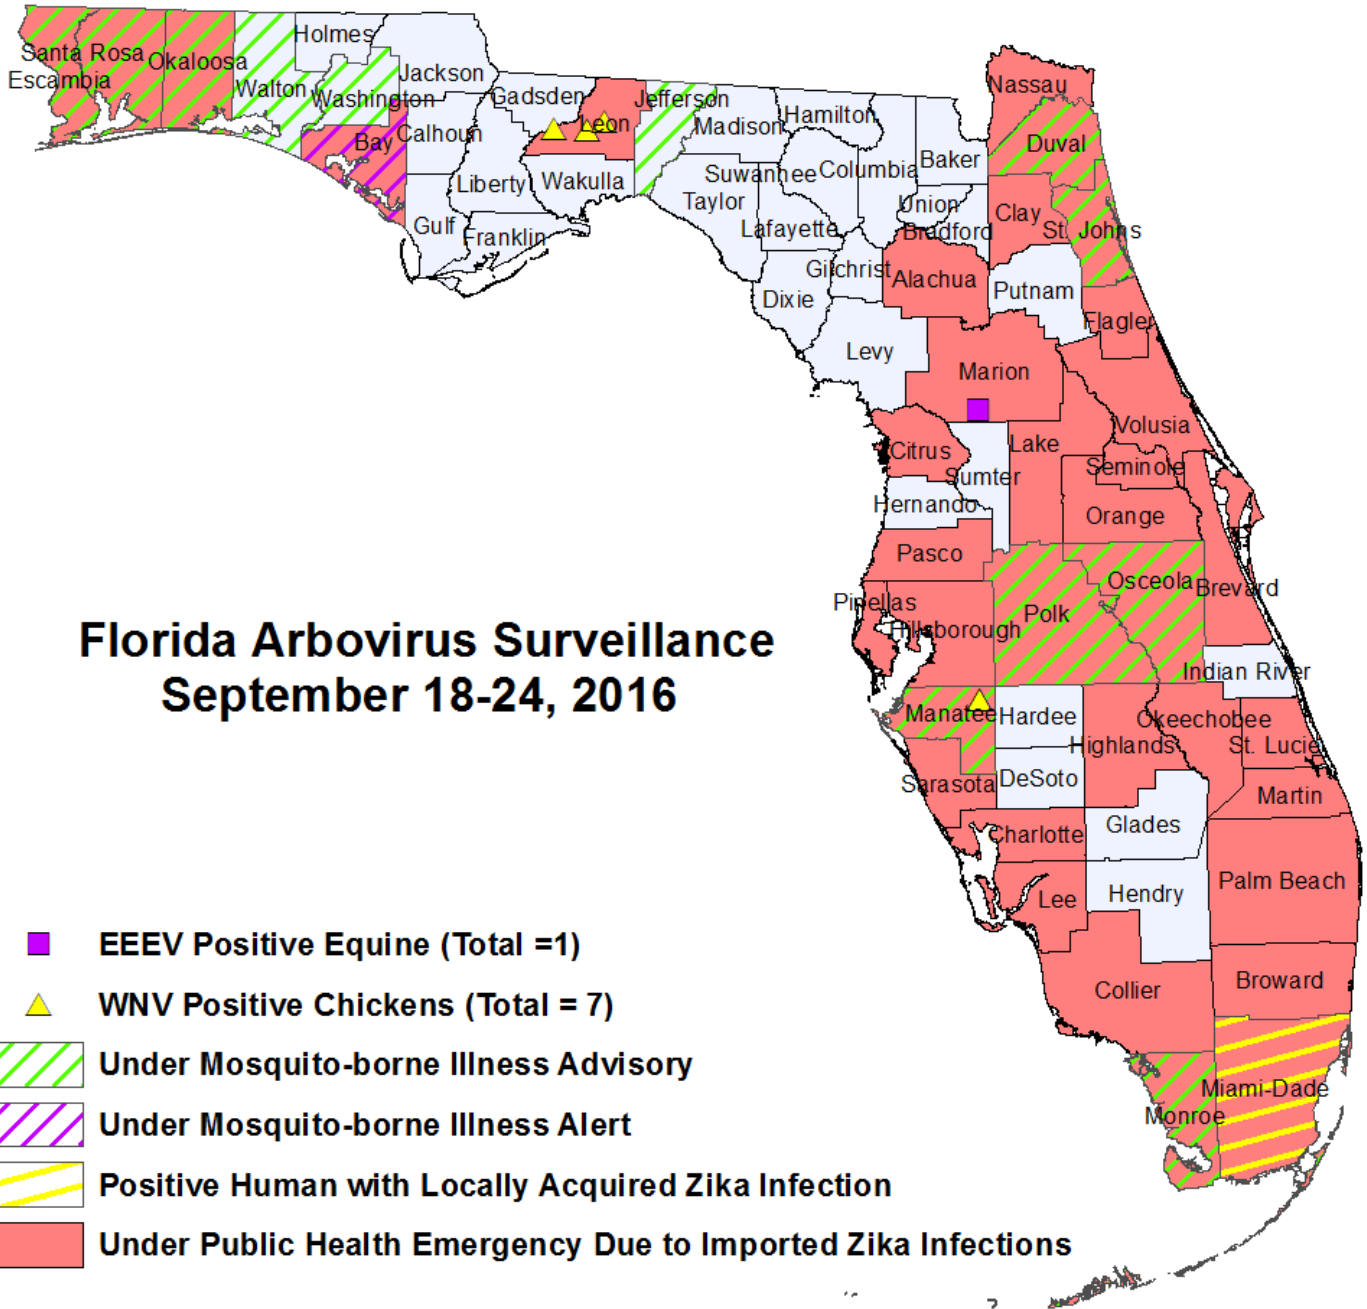 Holmes
Santa Rosa
Okaloosa
Escambia
Walton
Washington
Jackson
Gadsden
Leon
Jefferson
Madison
Hamilton
Nassau
Bay
Calhoun
Liberty
Wakulla
Gulf
Franklin
Taylor
Suwannee
Columbia
Baker
Duval
Lafayette
Union
Bradford
Clay
St. Johns
Dixie
Gilchrist
Alachua
Putnam
Flagler
Levy
Marion
Volusia
Citrus
Sumter
Lake
Seminole
Hernando
Orange
Pasco
Osceola
Brevard
Pinellas
Hillsborough
Polk
Indian River
Florida Arbovirus Surveillance
September 18-24, 2016
Manatee
Hardee
Highlands
Okeechobee
St. Lucie
Sarasota
DeSoto
Martin
Charlotte
Glades
Lee
Hendry
Palm Beach
Collier
Broward
Miami-Dade
Monroe
EEEV Positive Equine (Total =1)
WNV Positive Chickens (Total = 7)
Under Mosquito-borne Illness Advisory
Under Mosquito-borne Illness Alert
Positive Human with Locally Acquired Zika Infection
Under Public Health Emergency Due to Imported Zika Infections